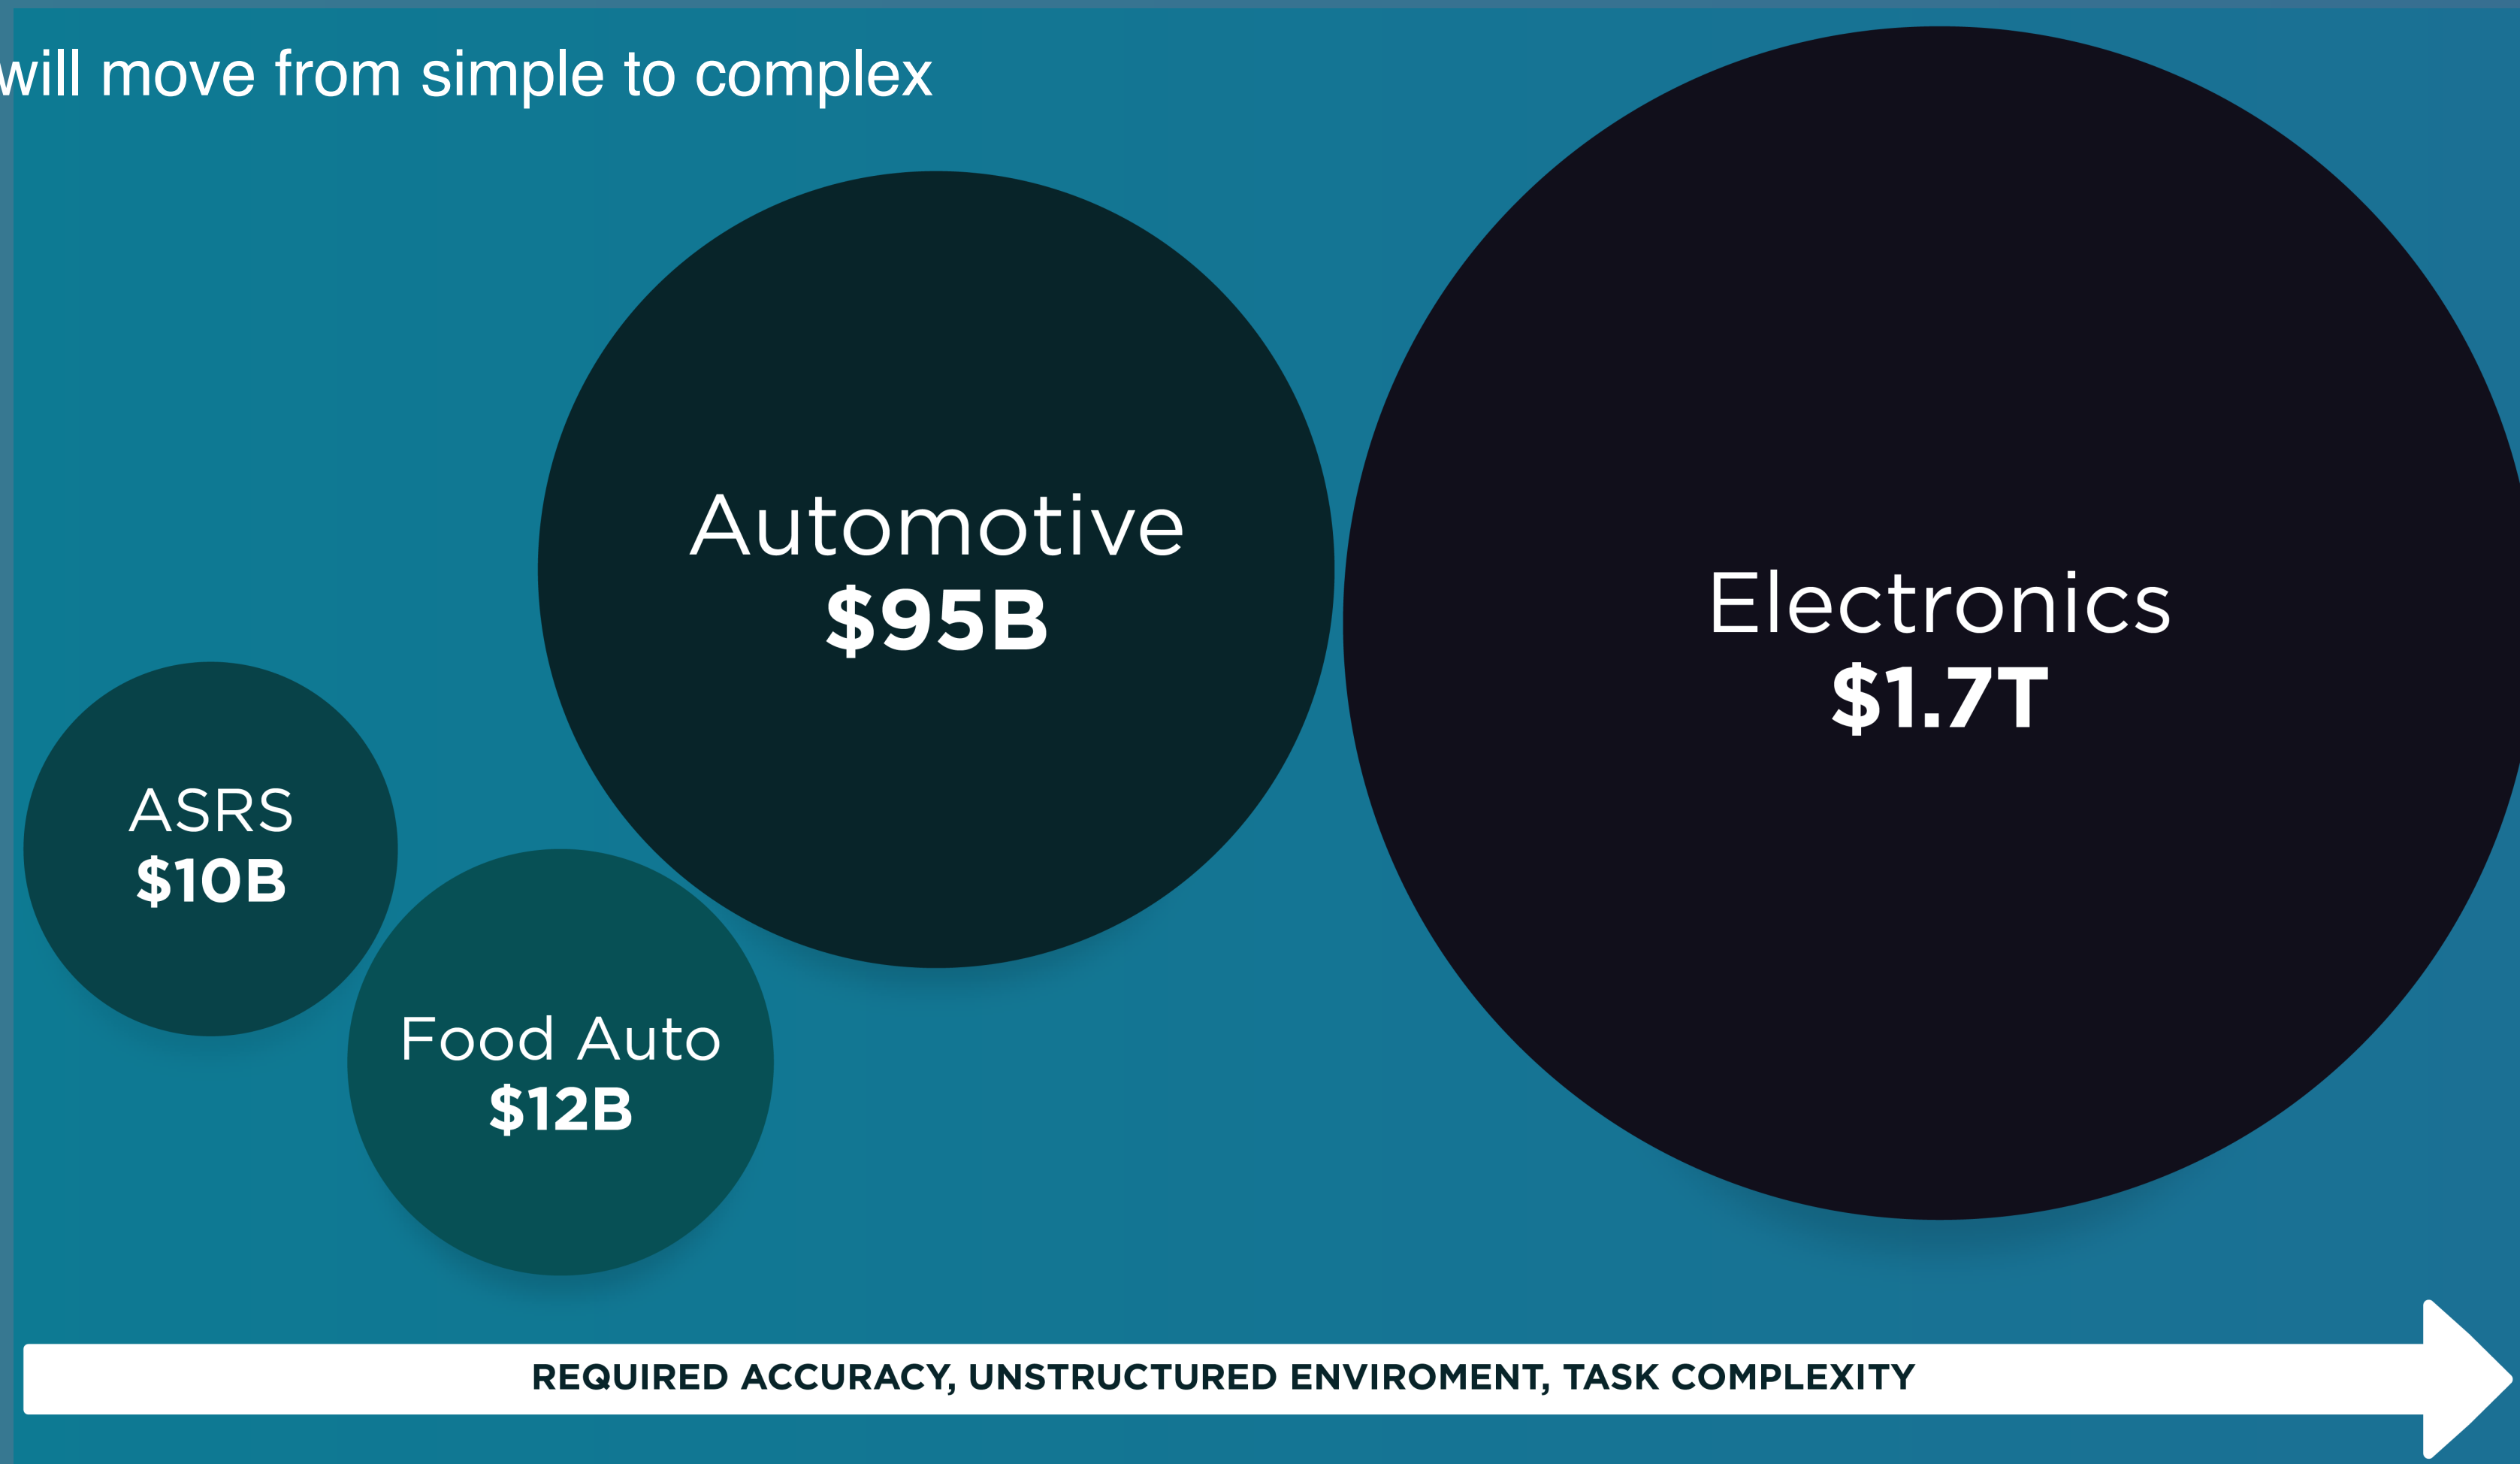 will move from simple to complex
ASRS
$10B
Food Auto
$12B
Automotive
$95B
Electronics
$1.7T
REQUIRED ACCURACY, UNSTRUCTURED ENVIROMENT, TASK COMPLEXITY